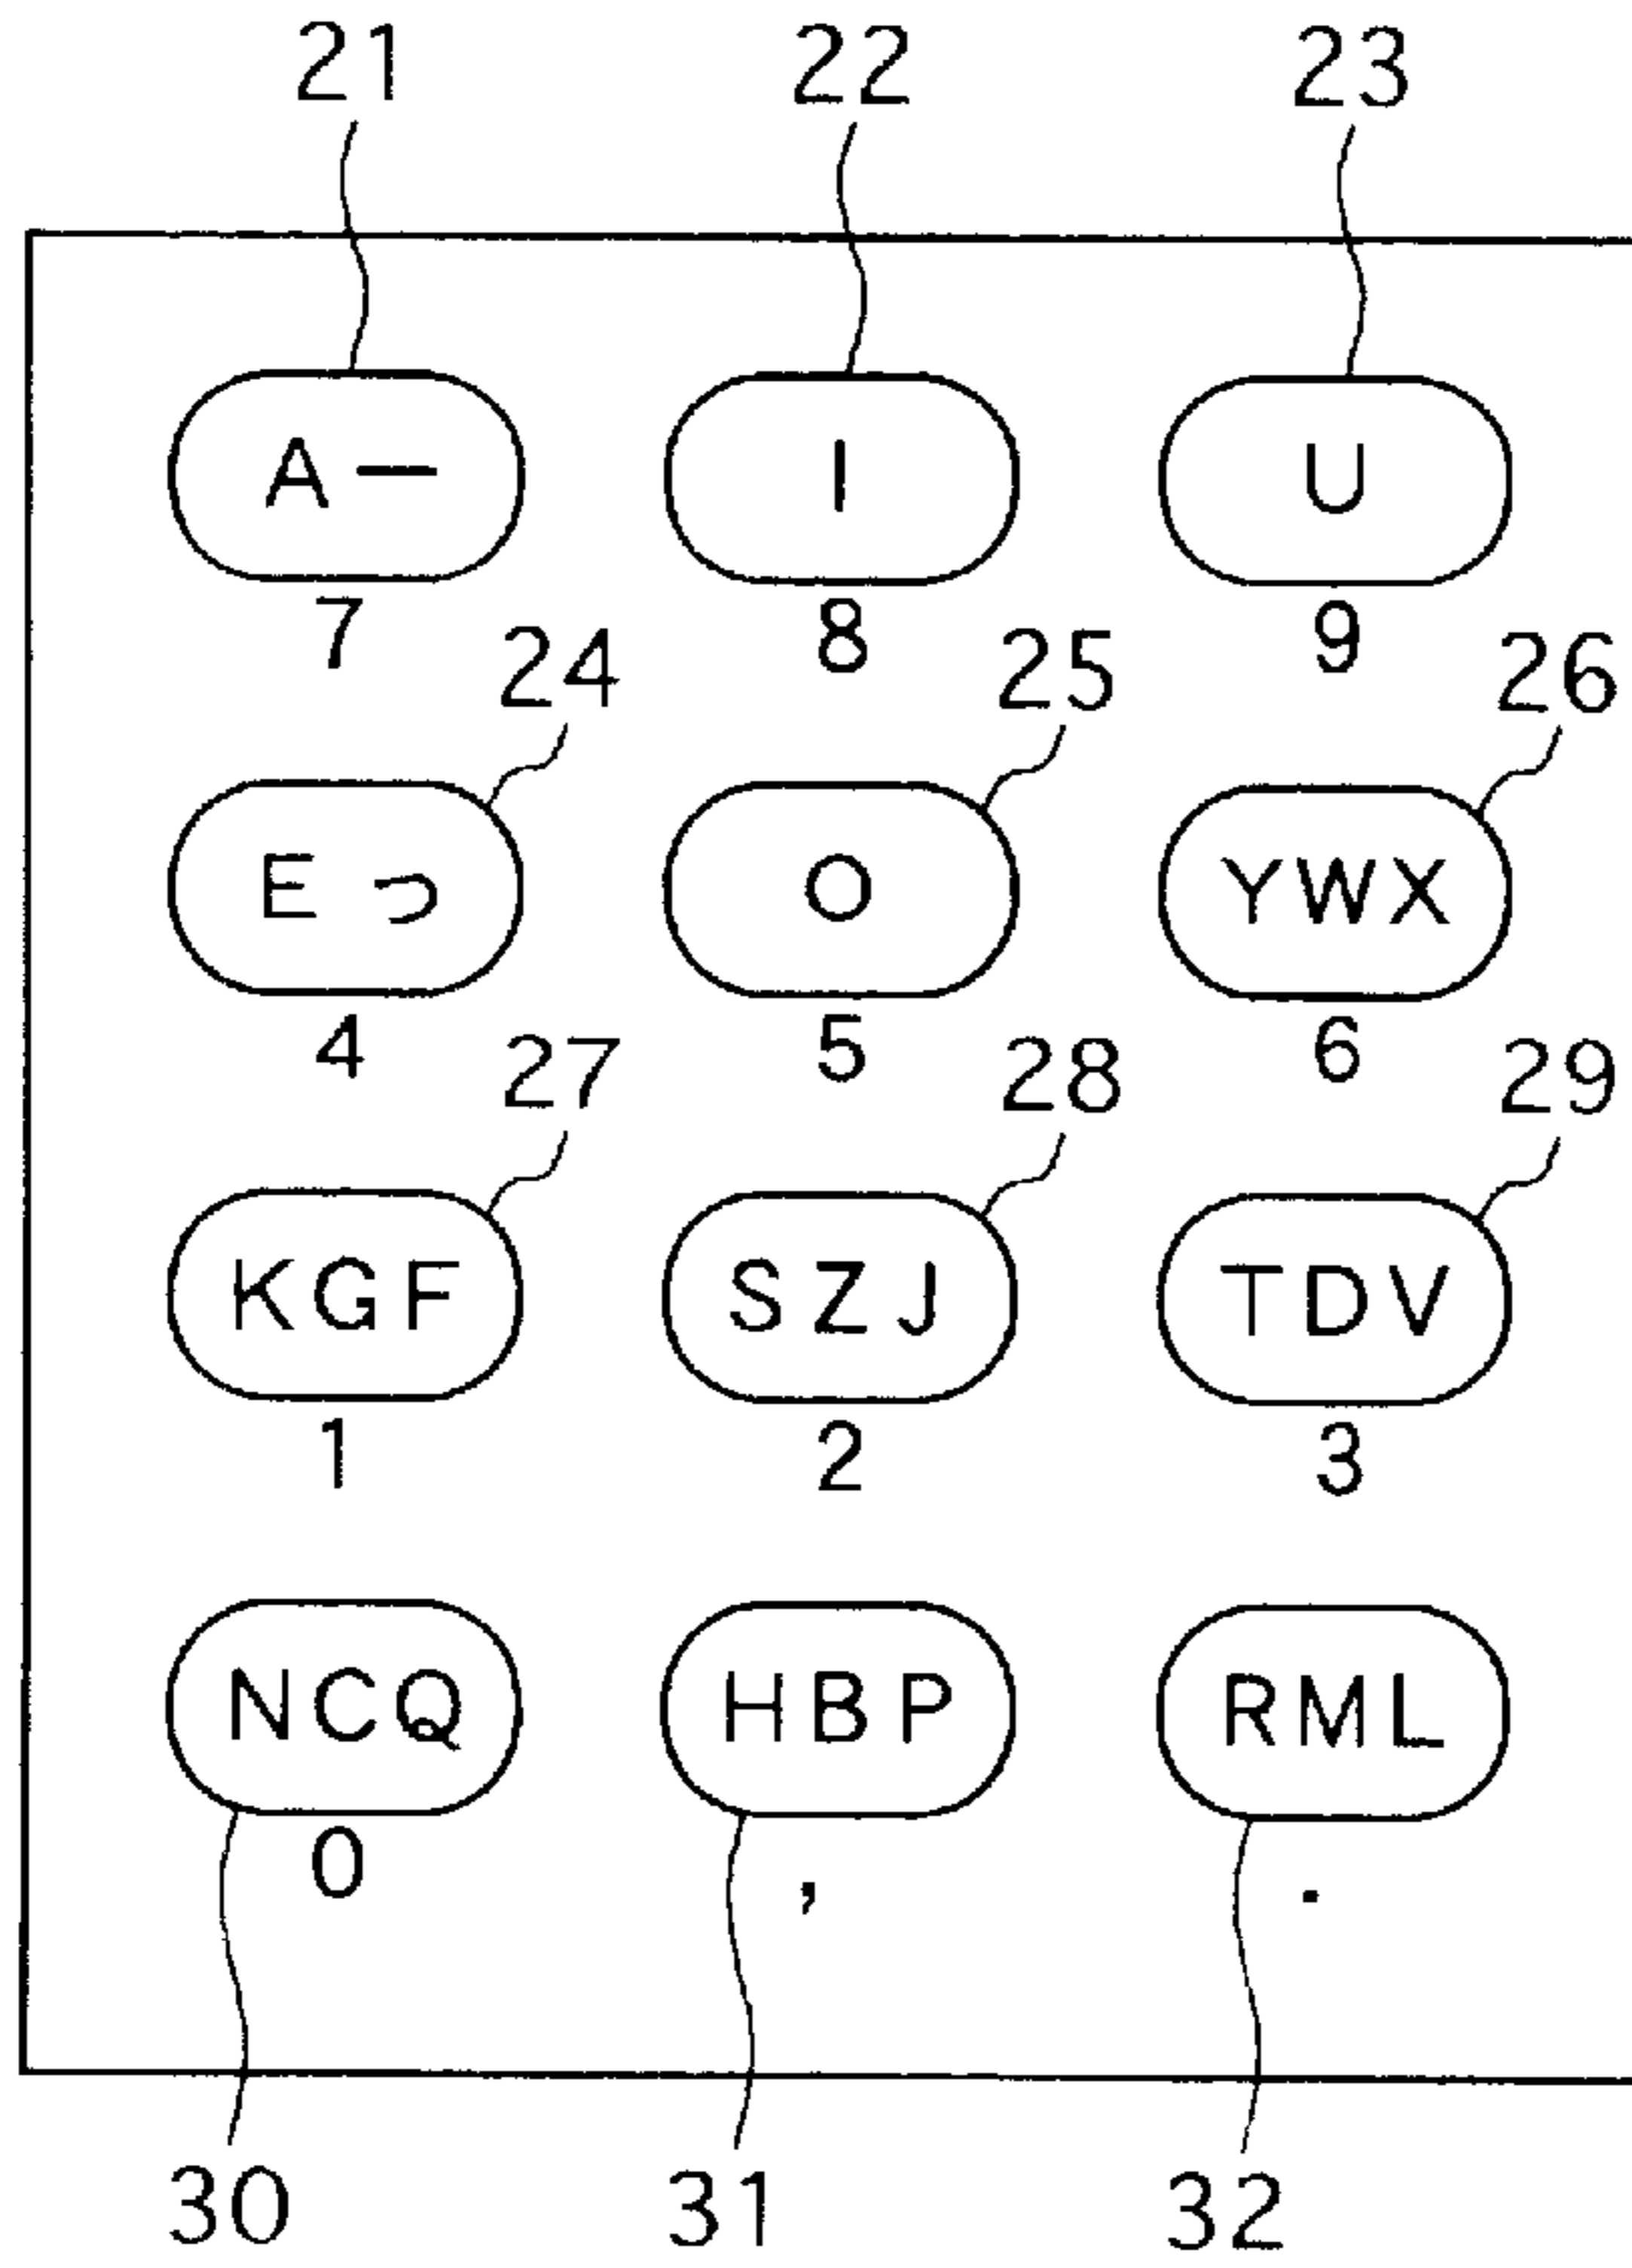 21 22 23
A ー I U
7 8 9
24 25 26
E っ O YWX
4 5 6
27 28 29
KGF SZJ TDV
1 2 3
NCQ HBP RML
0 , .
30 31 32